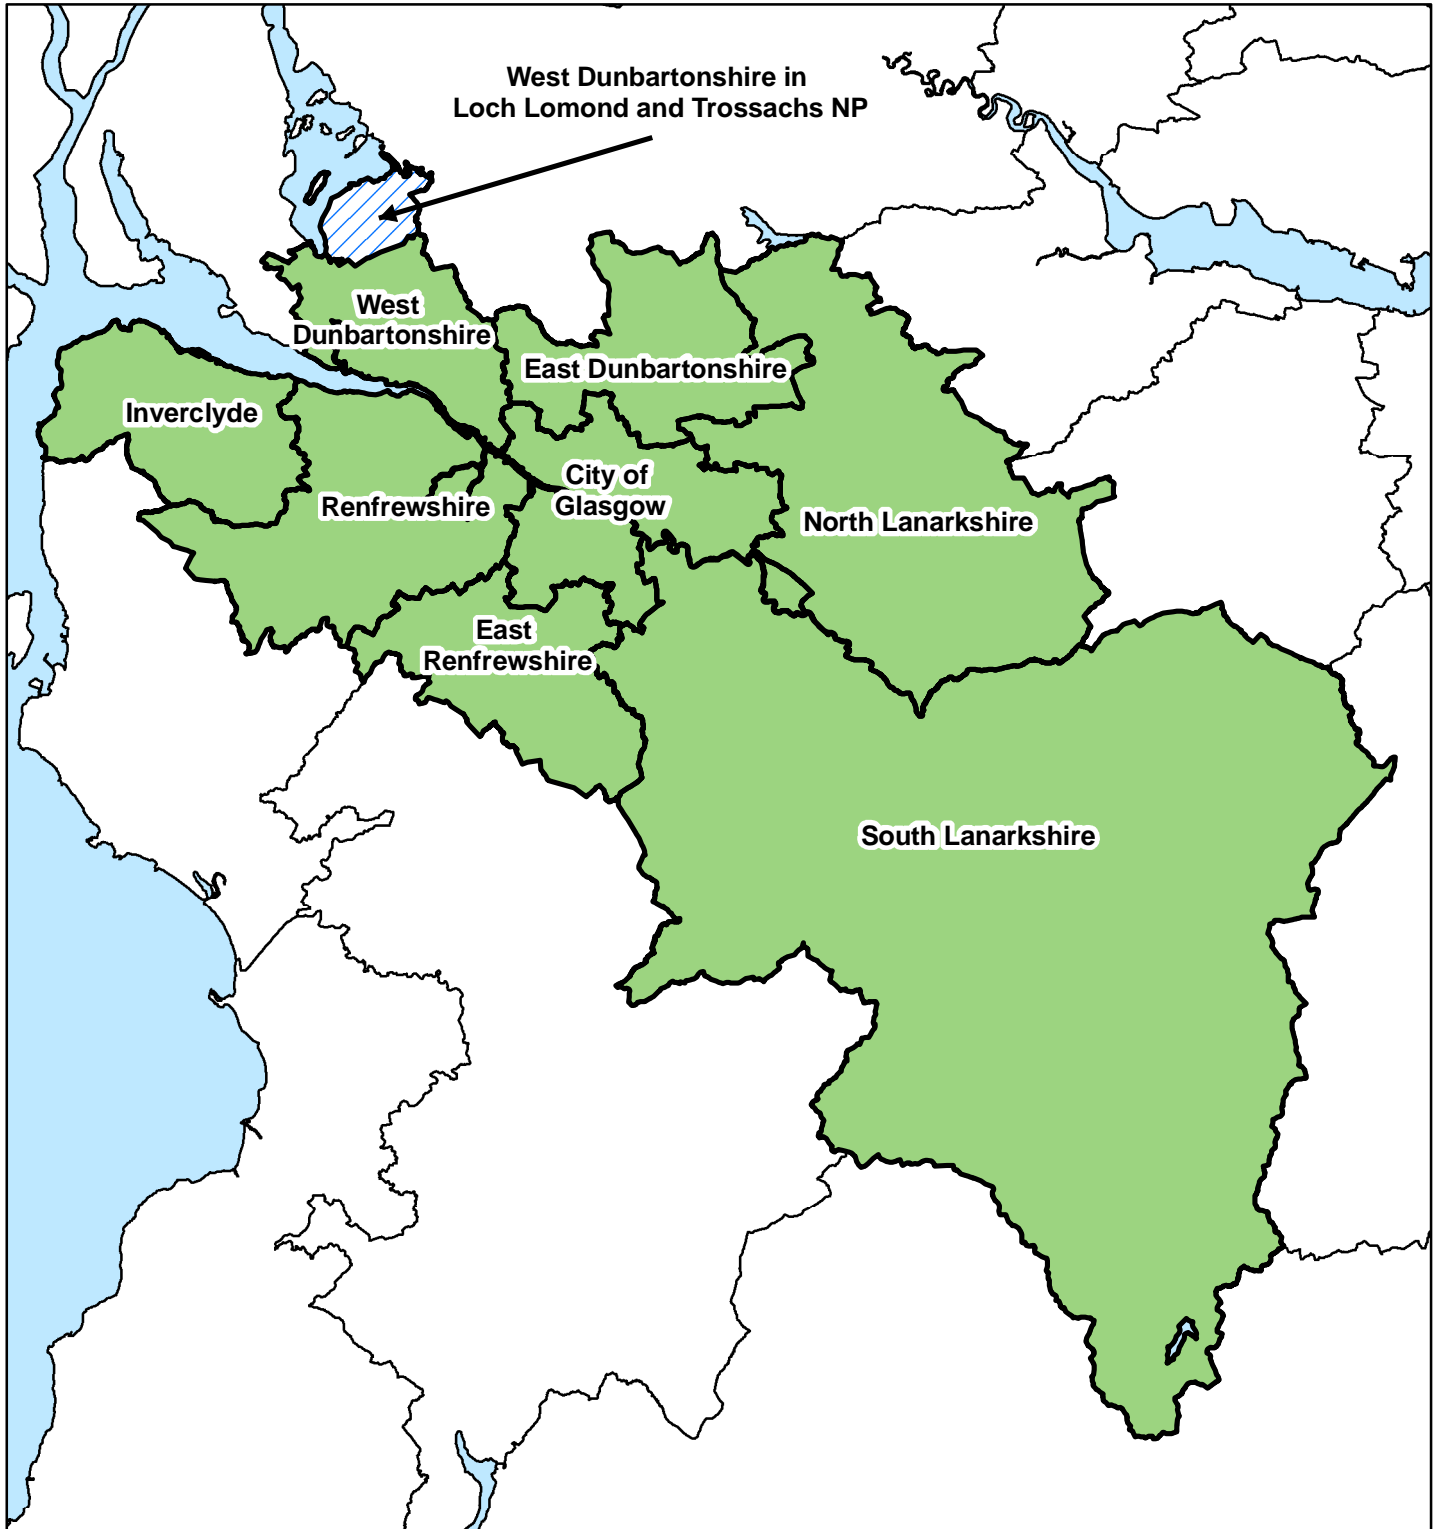 West Dunbartonshire in
Loch Lomond and Trossachs NP
West
Dunbartonshire
East Dunbartonshire
Inverclyde
City of
Glasgow
Renfrewshire
North Lanarkshire
East
Renfrewshire
South Lanarkshire